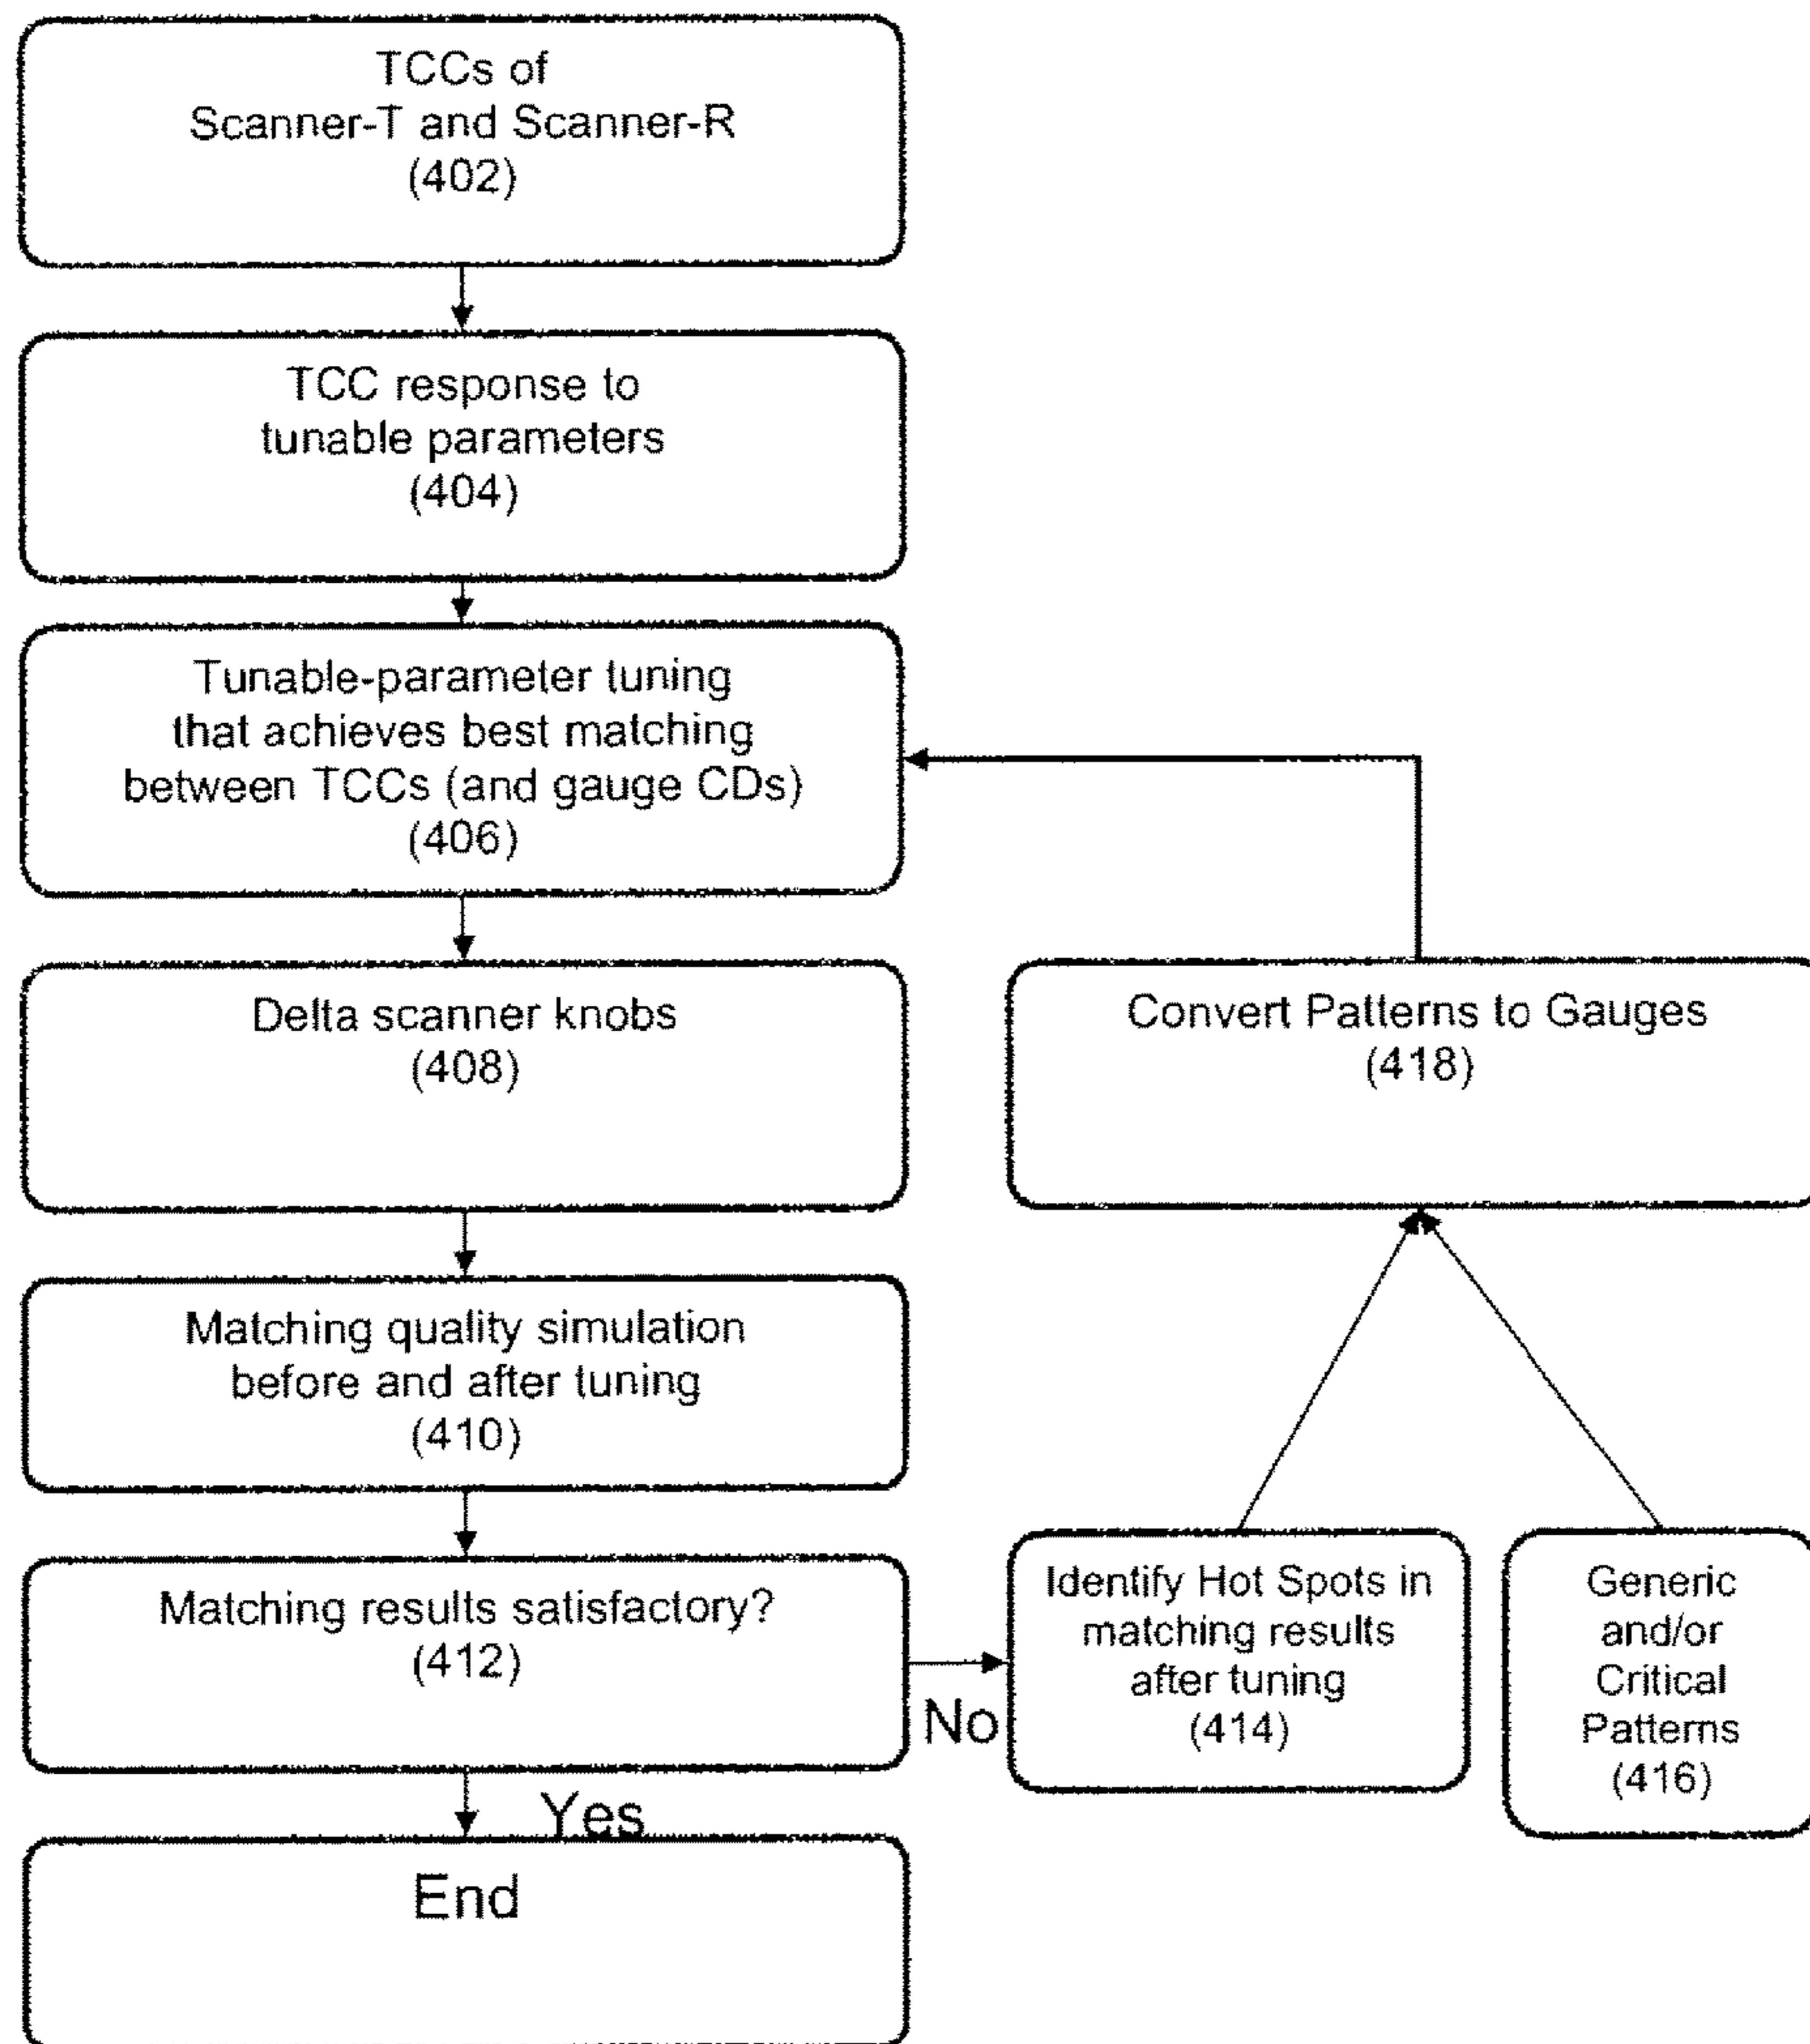 TCCs of
Scanner-T and Scanner-R
(402)
TCC response to
tunable parameters
(404)
Tunable-parameter tuning
that achieves best matching
between TCCs (and gauge CDs)
(406)
Delta scanner knobs
(408)
Convert Patterns to Gauges
(418)
Matching quality simulation
before and after tuning
(410)
Matching results satisfactory?
(412)
No
Identify Hot Spots in
matching results
after tuning
(414)
Generic
and/or
Critical
Patterns
(416)
Yes
End